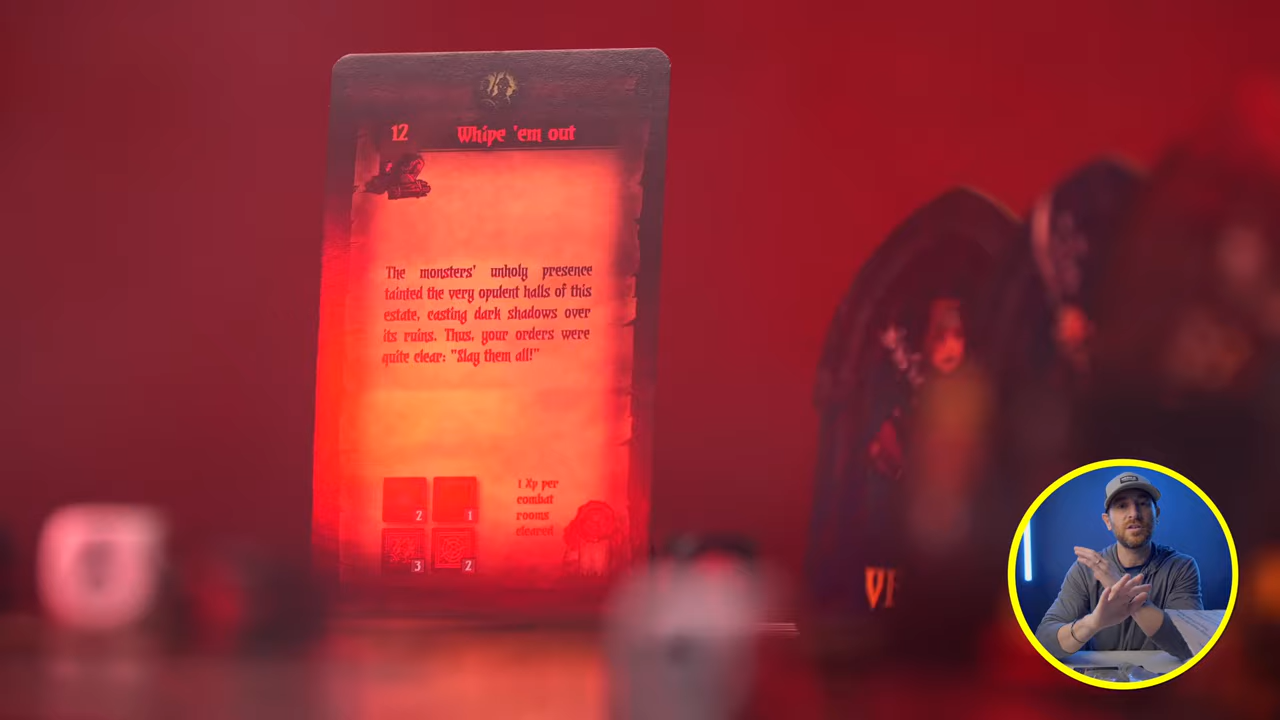 12 Whipe 'em out
The monsters' unholy presence
tainted the very opulent halls of this
estate, casting dark shadows over
its ruins. Thus, your orders were
quite clear: "Slay them all!"
2 1
3 2
1 Xp per
combat
rooms
cleared